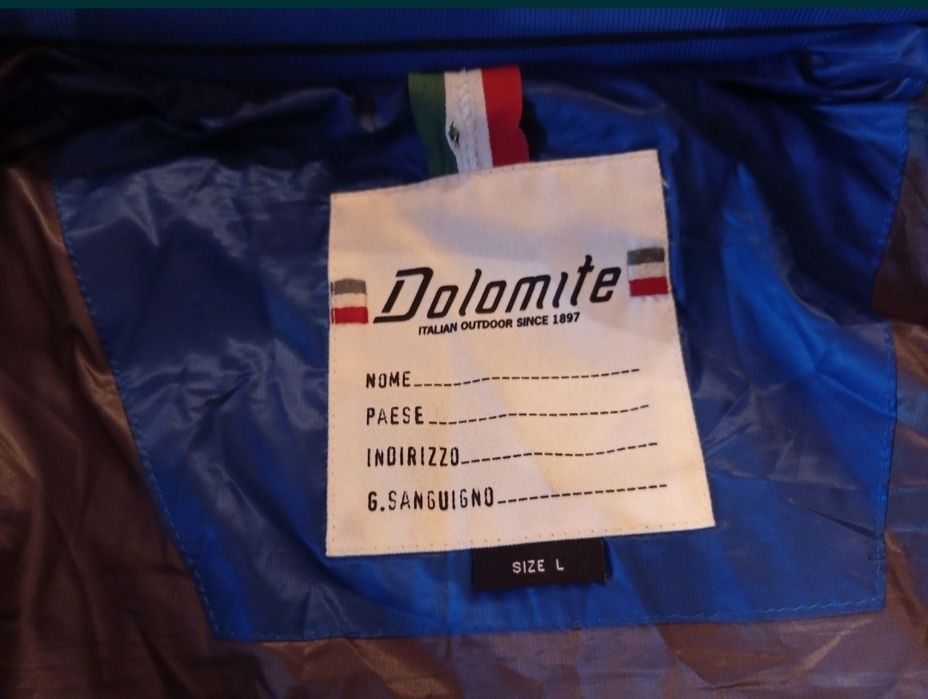 Dolomite
ITALIAN OUTDOOR SINCE 1897
NOME
PAESE
INDIRIZZO
G.SANGUIGNO
SIZE L